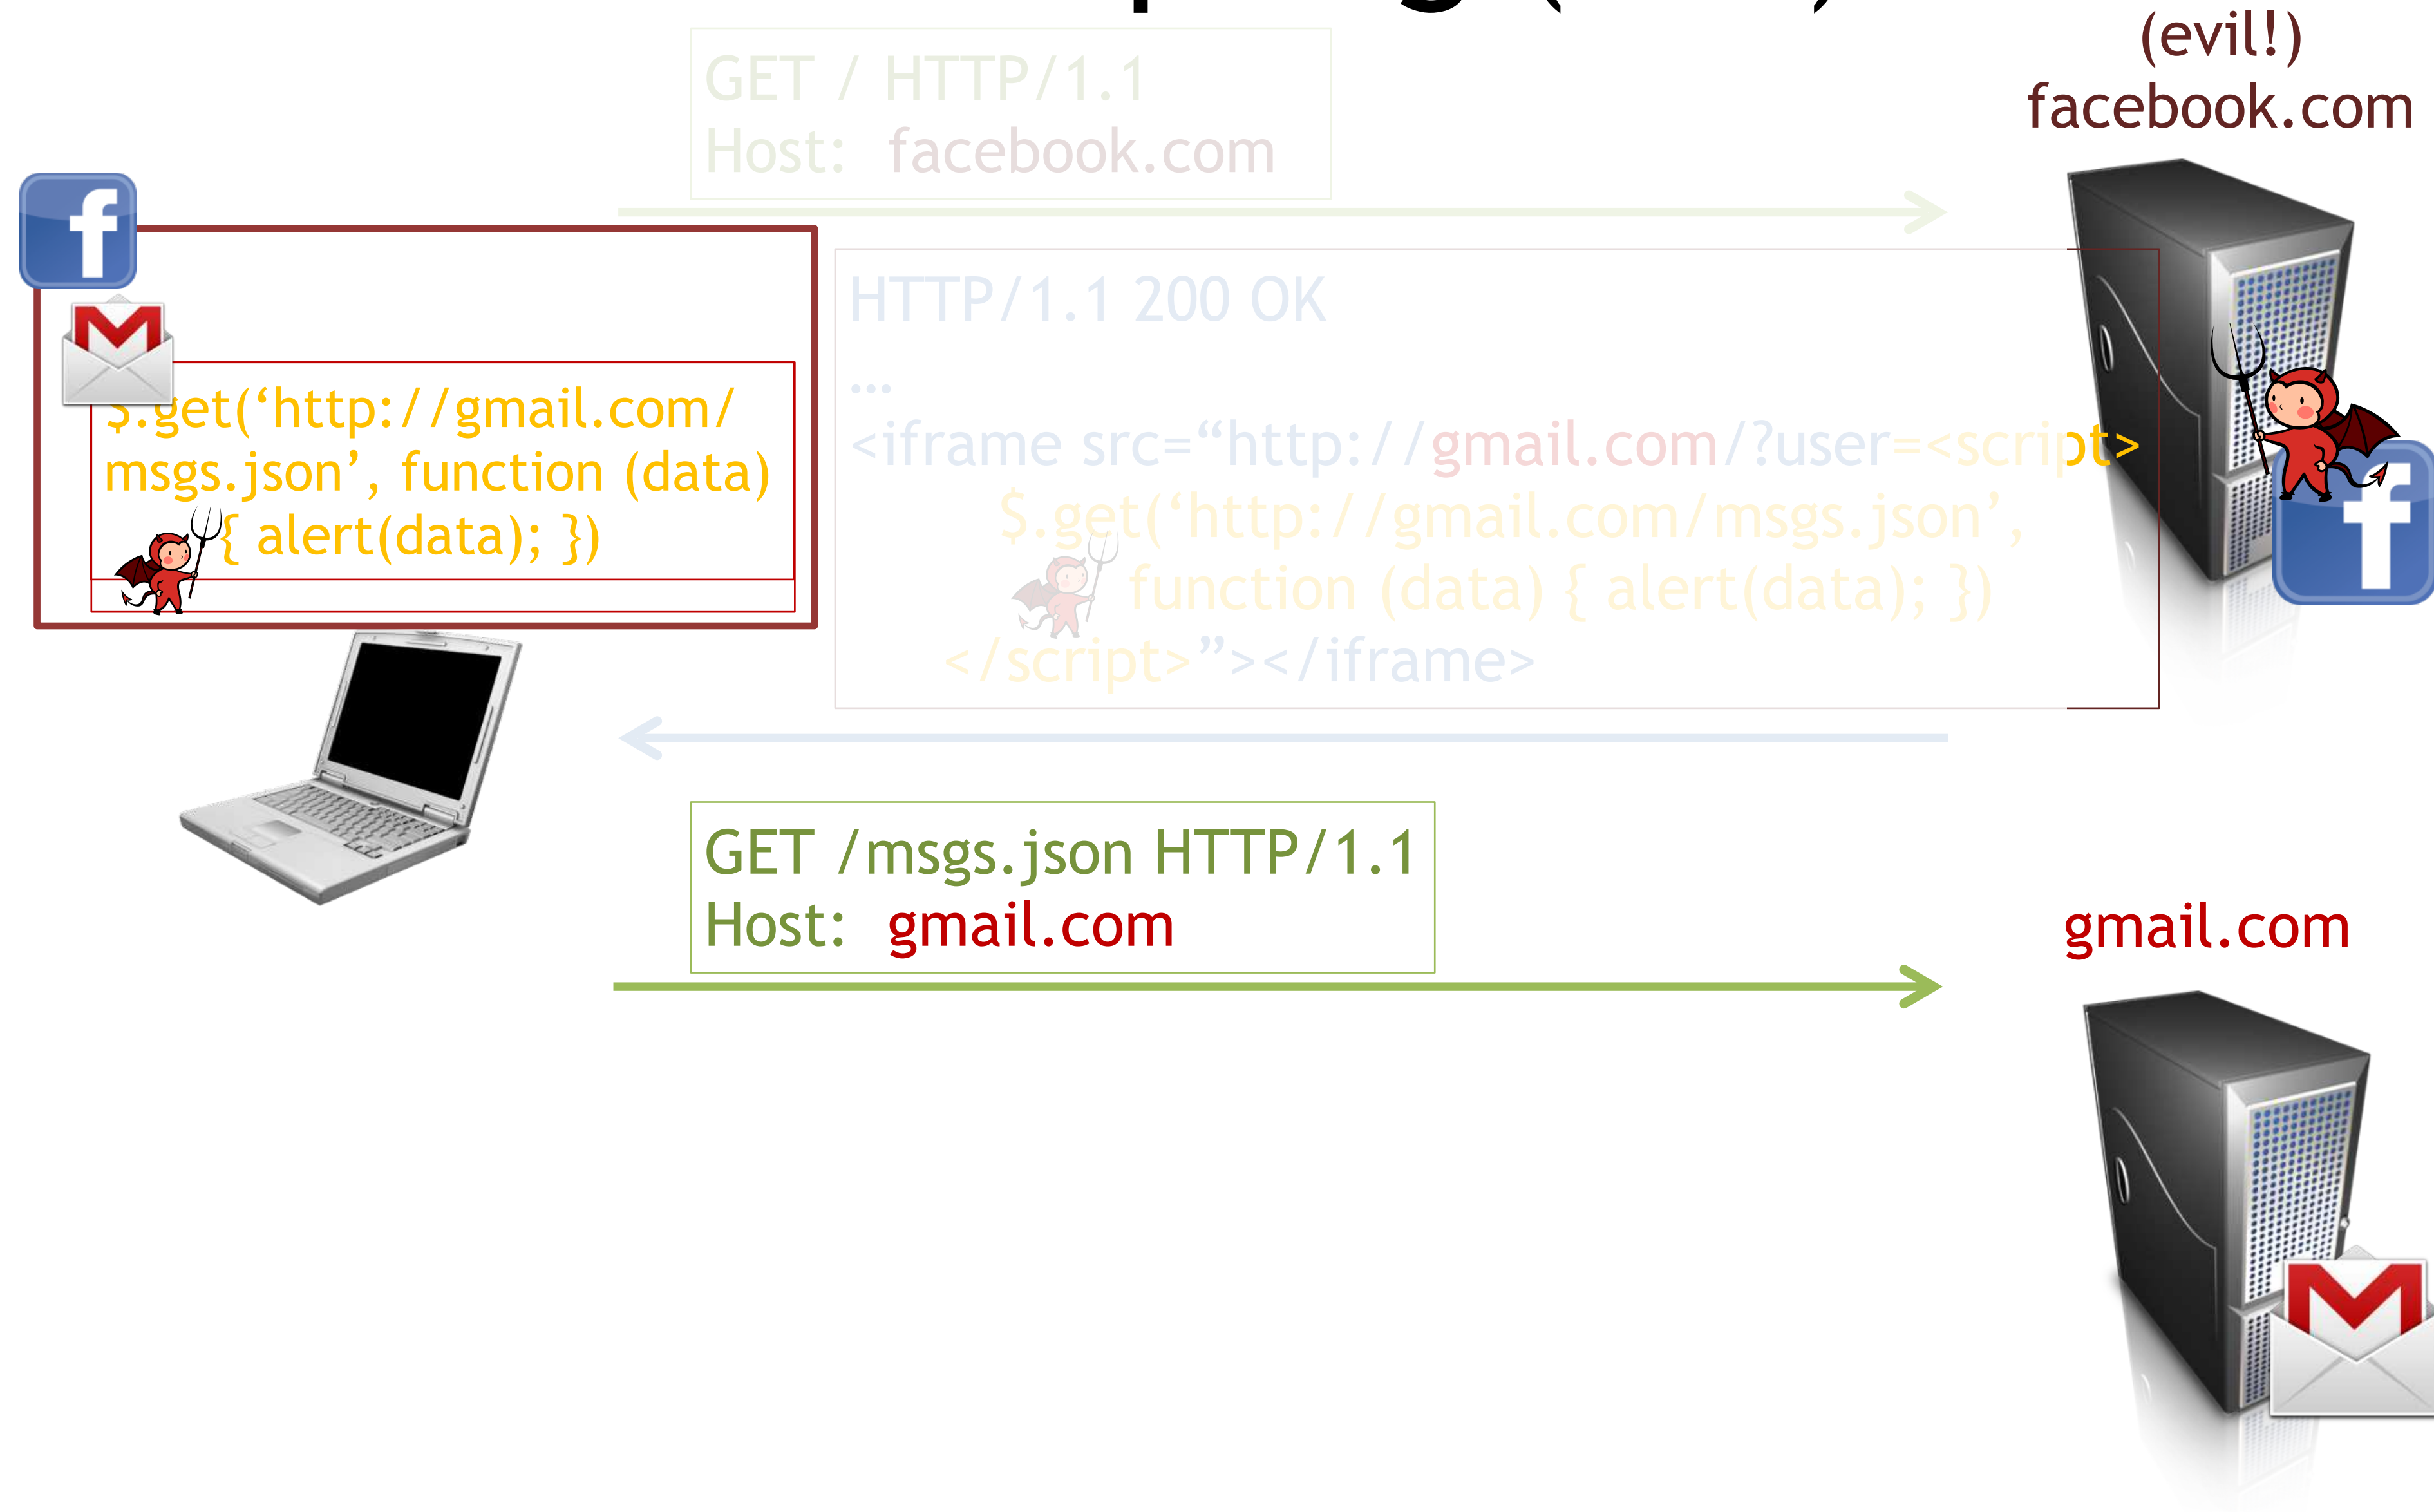 (evil!)
facebook.com
GET / HTTP/1.1
Host: facebook.com
HTTP/1.1 200 OK
…
<iframe src=“http://gmail.com/?user=<script>
$.get(‘http://gmail.com/msgs.json’,
function (data) { alert(data); })
</script>”></iframe>
$.get(‘http://gmail.com/
msgs.json’, function (data)
{ alert(data); })
GET /msgs.json HTTP/1.1
Host: gmail.com
gmail.com